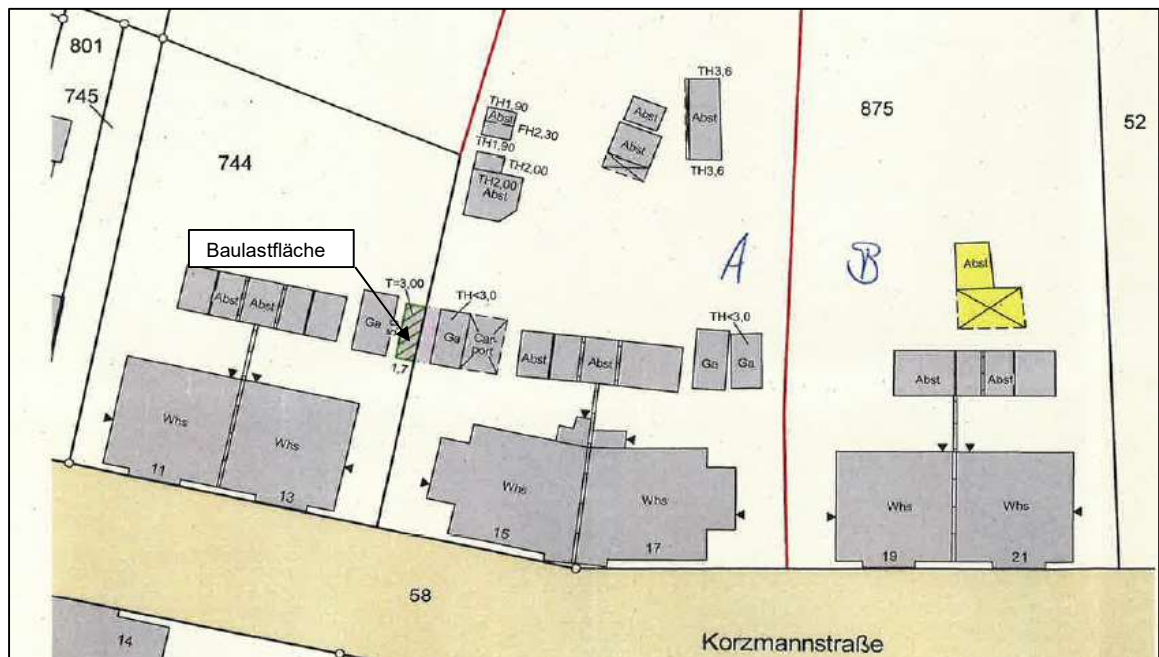 801
745
744
TH1,90
Abst
FH2,30
TH1,90
TH2,00
TH2,00
Abst
Abst
Abst
TH3,6
Abst
TH3,6
875
52
A
B
Baulastfläche
Abst
Abst
Ga
T=3,00
1,7
TH<3,0
Ga
Car-
port
Abst
Abst
TH<3,0
Ga
Ga
Abst
Abst
Abst
Whs
Whs
11
13
Whs
Whs
15
17
Whs
Whs
19
21
58
14
Korzmannstraße